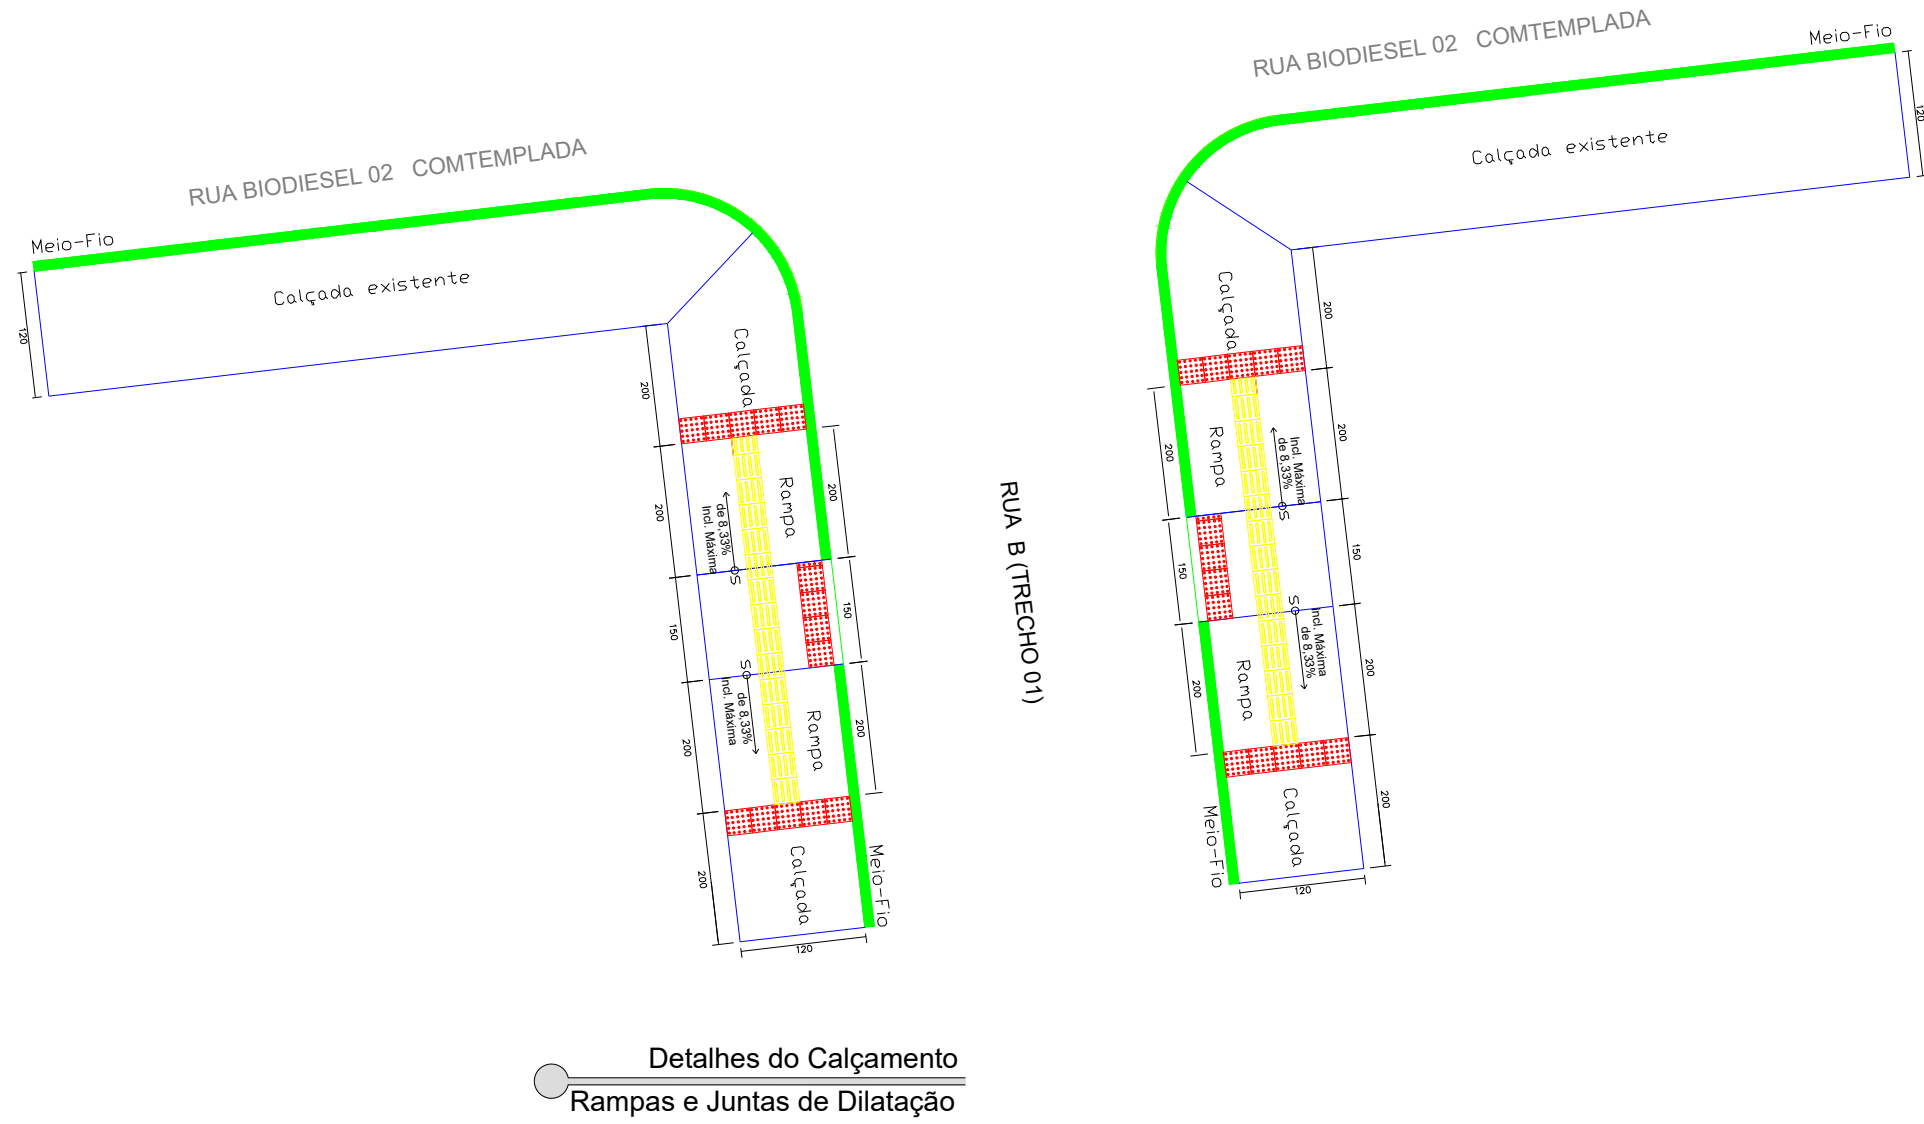 RUA BIODIESEL 02   COMTEMPLADA
Meio-Fio
Calçada existente
120
200
Calçada
200
200
Rampa
Incl. Máxima
de 8,33%
SO
150
150
SO
Incl. Máxima
de 8,33%
200
200
Rampa
200
Calçada
Meio-Fio
120
RUA B (TRECHO 01)
RUA BIODIESEL 02   COMTEMPLADA
Meio-Fio
120
Calçada existente
Calçada
200
200
Rampa
Incl. Máxima
de 8,33%
200
SO
150
150
SO
Incl. Máxima
de 8,33%
200
Rampa
200
Meio-Fio
Calçada
200
120
Detalhes do Calçamento
Rampas e Juntas de Dilatação